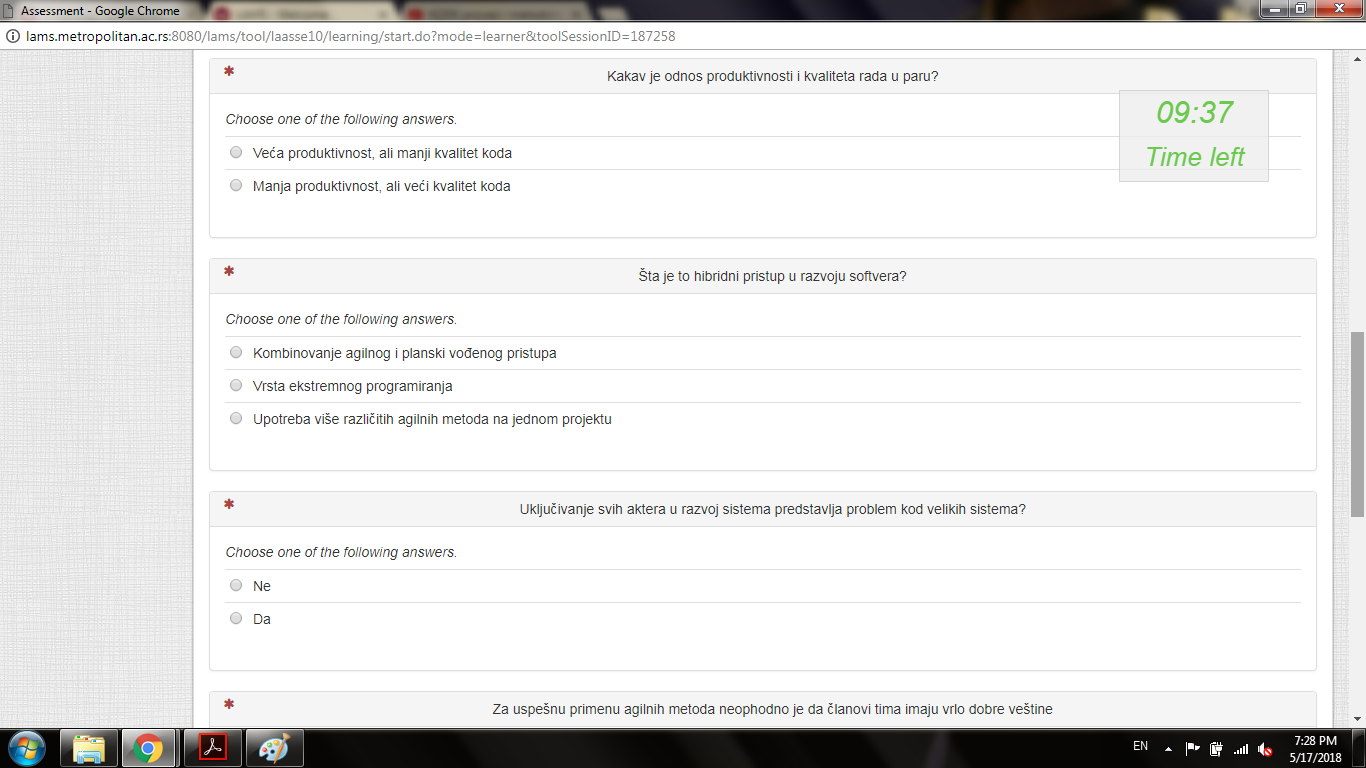 Assessment - Google Chrome
lams.metropolitan.ac.rs:8080/lams/tool/laasse10/learning/start.do?mode=learner&toolSessionID=187258
* Kakav je odnos produktivnosti i kvaliteta rada u paru?
09:37
Time left
Choose one of the following answers.
Veća produktivnost, ali manji kvalitet koda
Manja produktivnost, ali veći kvalitet koda
* Šta je to hibridni pristup u razvoju softvera?
Choose one of the following answers.
Kombinovanje agilnog i planski vođenog pristupa
Vrsta ekstremnog programiranja
Upotreba više različitih agilnih metoda na jednom projektu
* Uključivanje svih aktera u razvoj sistema predstavlja problem kod velikih sistema?
Choose one of the following answers.
Ne
Da
* Za uspešnu primenu agilnih metoda neophodno je da članovi tima imaju vrlo dobre veštine
EN
7:28 PM
5/17/2018